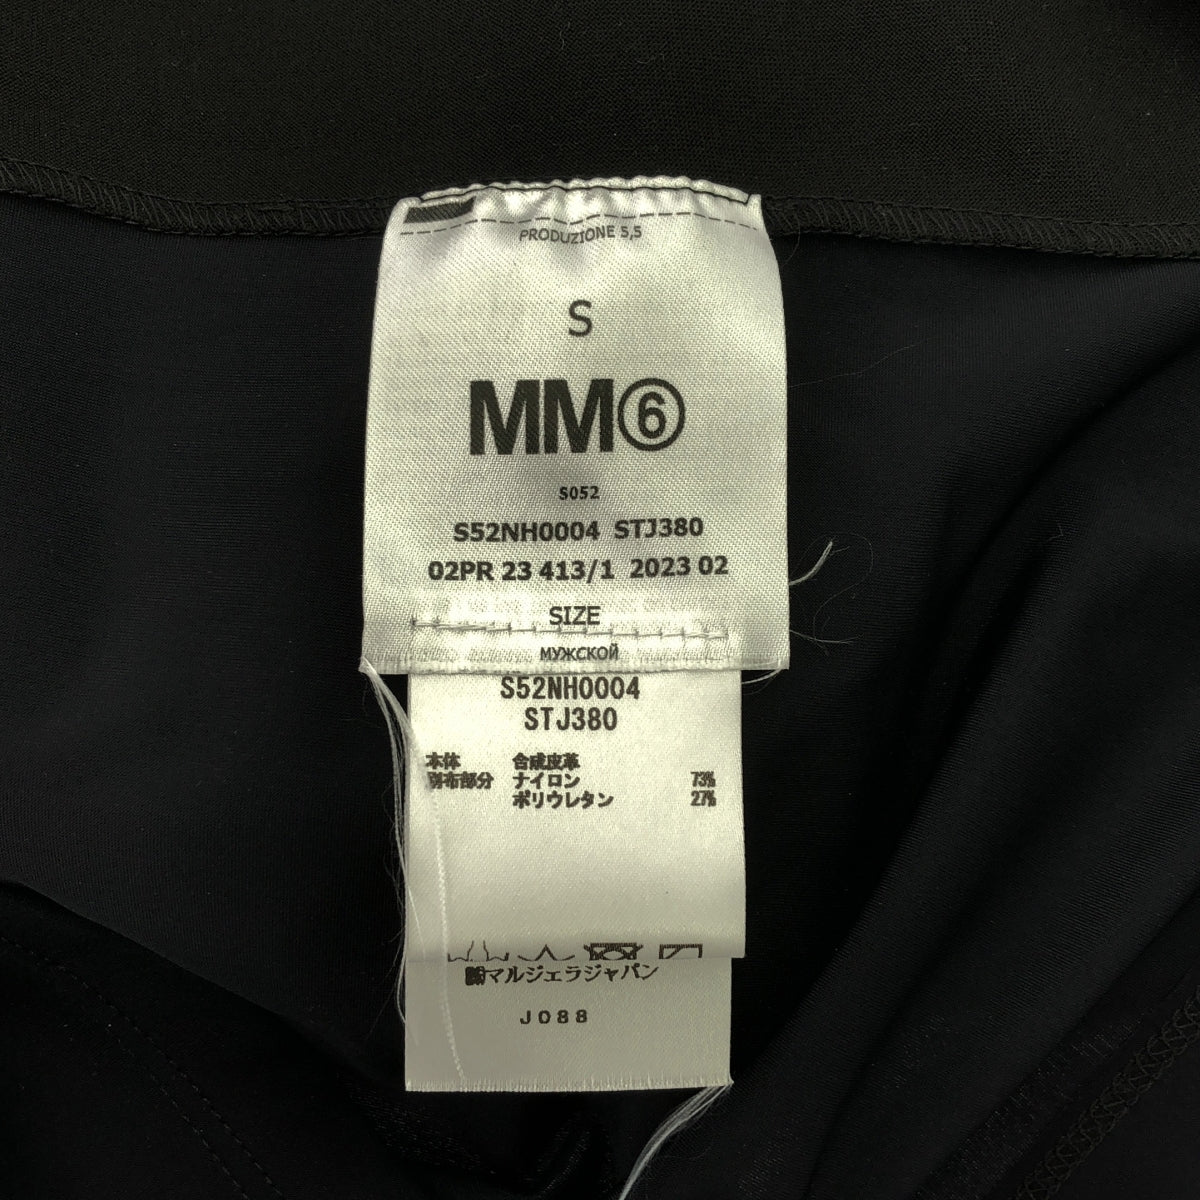 PRODUZIONE 5,5
S
MM⑥
S052
S52NH0004 STJ380
02PR 23 413/1 2023 02
SIZE
МУЖСКОЙ
S52NH0004
STJ380
本体 合成皮革
別布部分 ナイロン 73%
ポリウレタン 27%
㈱マルジェラジャパン
J088